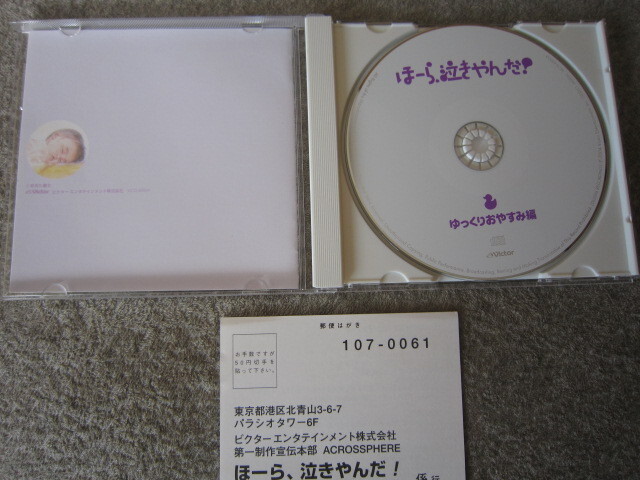 ほーら、泣きやんだ!
ゆっくりおやすみ編
Victor
郵便はがき
107-0061
お手数ですが
50円切手を
貼って下さい。
東京都港区北青山3-6-7
パラシオタワー6F
ビクターエンタテインメント株式会社
第一制作宣伝本部 ACROSSPHERE
ほーら、泣きやんだ!
係 行